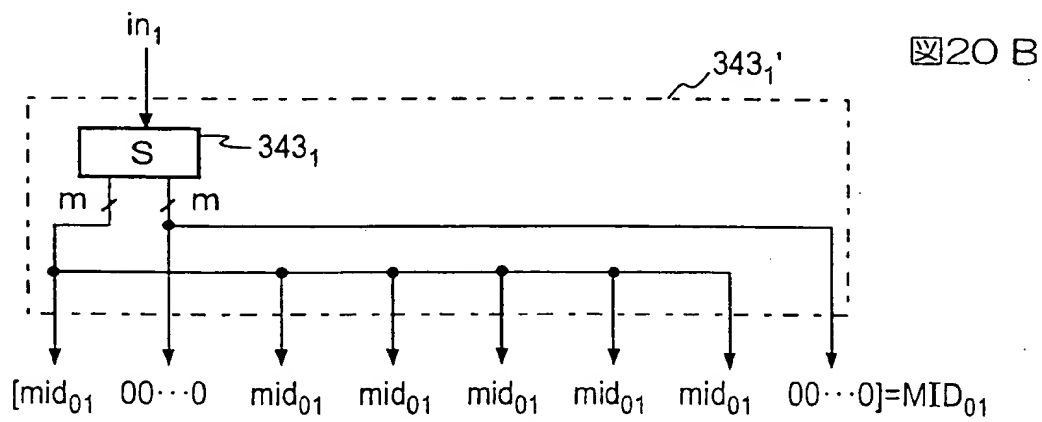 in₁
図20 B
343₁'
S
343₁
m
m
[mid₀₁ 00···0 mid₀₁ mid₀₁ mid₀₁ mid₀₁ mid₀₁ 00···0]=MID₀₁